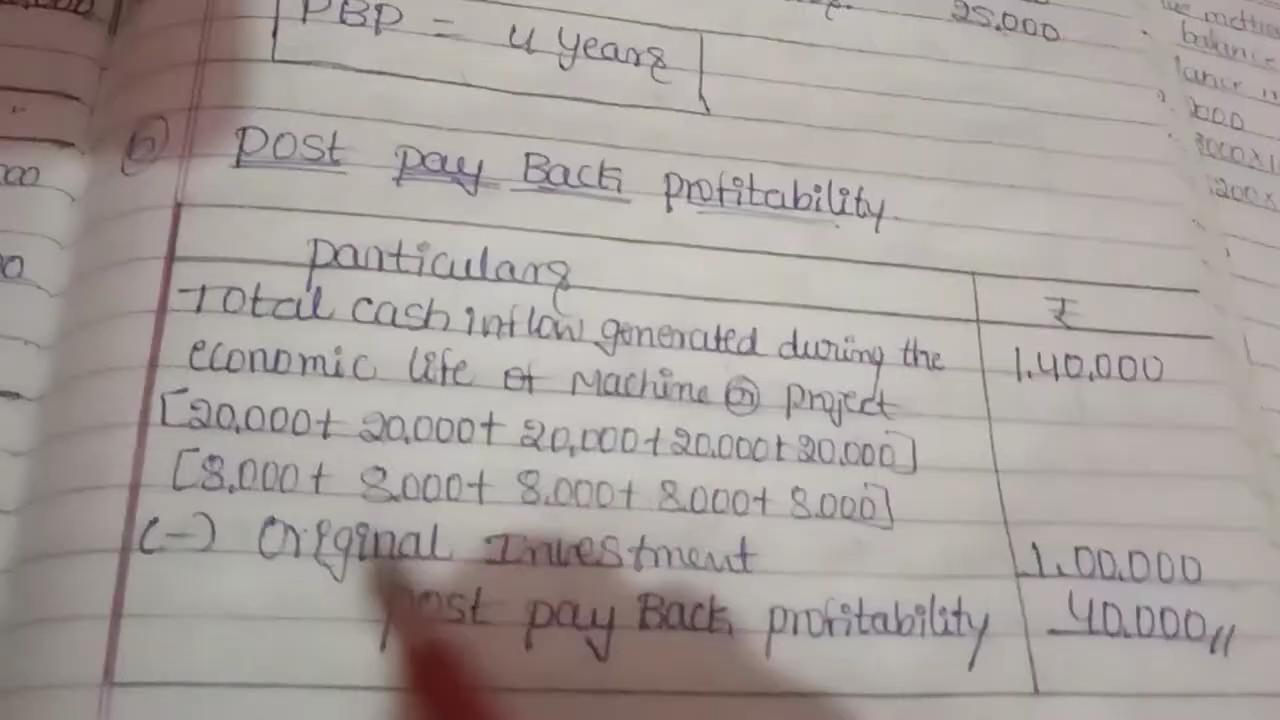 25,000
PBP = 4 years
b) Post pay Back profitability
particulars ₹
Total cash inflow generated during the
economic life of Machine or project 1,40,000
[20,000+ 20,000+ 20,000+20,000+20,000]
[8,000+ 8,000+ 8,000+ 8,000+ 8,000]
(-) Original Investment 1,00,000
post pay Back profitability 40,000